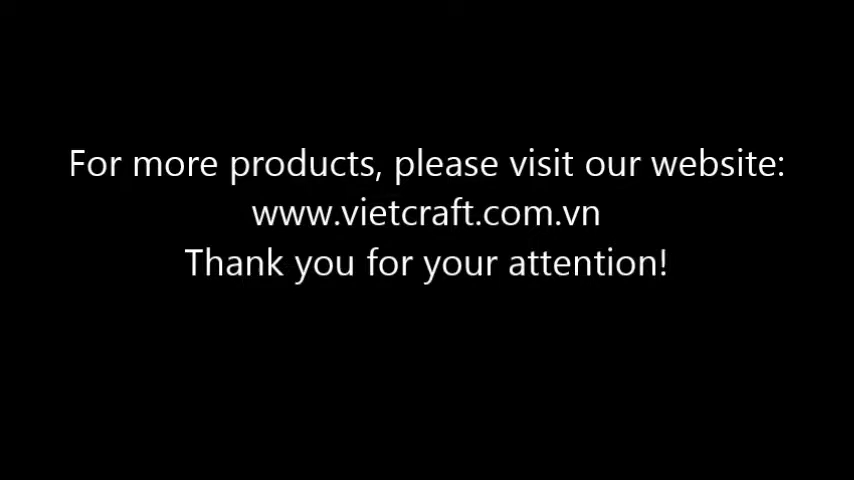 For more products, please visit our website:
www.vietcraft.com.vn
Thank you for your attention!